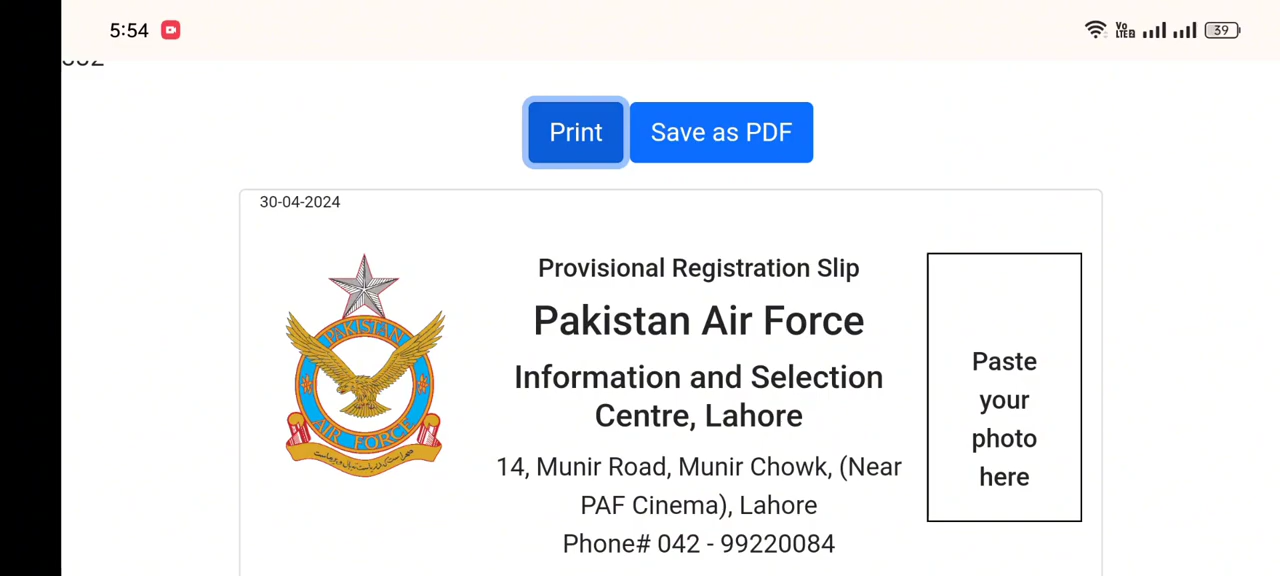 5:54 Vo LTE2 39
Print Save as PDF
30-04-2024
Provisional Registration Slip
Pakistan Air Force
Information and Selection
Centre, Lahore
14, Munir Road, Munir Chowk, (Near
PAF Cinema), Lahore
Phone# 042 - 99220084
PAKISTAN
AIR FORCE
Paste
your
photo
here